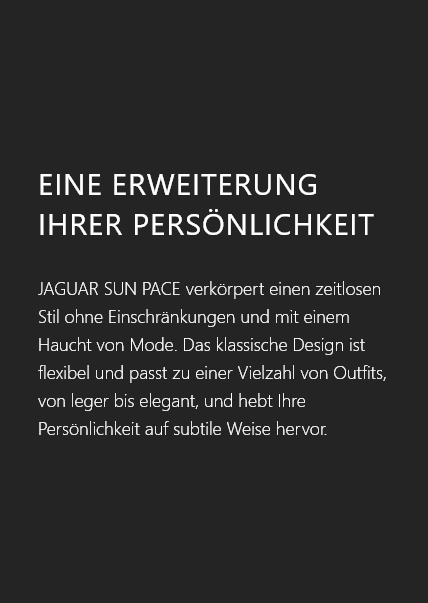 EINE ERWEITERUNG
IHRER PERSÖNLICHKEIT
JAGUAR SUN PACE verkörpert einen zeitlosen
Stil ohne Einschränkungen und mit einem
Haucht von Mode. Das klassische Design ist
flexibel und passt zu einer Vielzahl von Outfits,
von leger bis elegant, und hebt Ihre
Persönlichkeit auf subtile Weise hervor.